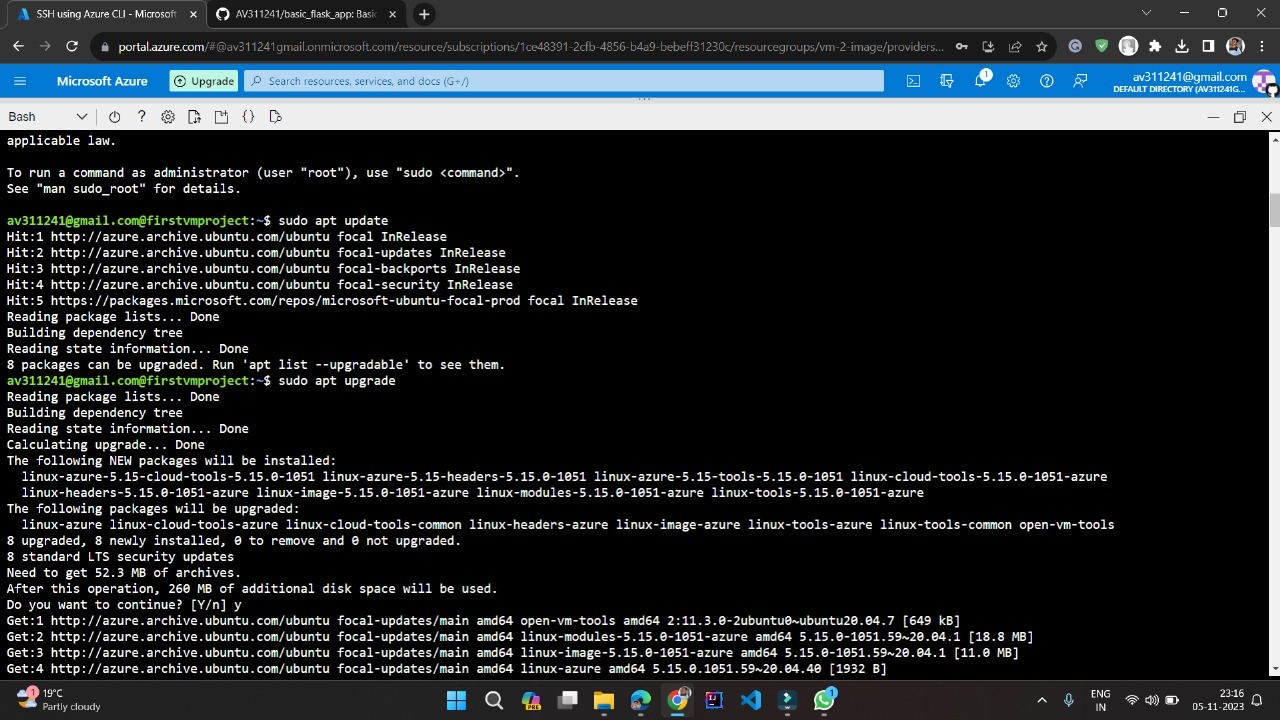 SSH using Azure CLI - Microsoft
AV311241/basic_flask_app: Basic
portal.azure.com/#@av311241gmail.onmicrosoft.com/resource/subscriptions/1ce48391-2cfb-4856-b4a9-bebeff31230c/resourcegroups/vm-2-image/providers...
Microsoft Azure
Upgrade
Search resources, services, and docs (G+/)
1
av311241@gmail.com
DEFAULT DIRECTORY (AV311241G...
Bash
applicable law.
To run a command as administrator (user "root"), use "sudo <command>".
See "man sudo_root" for details.
av311241@gmail.com@firstvmproject:~$ sudo apt update
Hit:1 http://azure.archive.ubuntu.com/ubuntu focal InRelease
Hit:2 http://azure.archive.ubuntu.com/ubuntu focal-updates InRelease
Hit:3 http://azure.archive.ubuntu.com/ubuntu focal-backports InRelease
Hit:4 http://azure.archive.ubuntu.com/ubuntu focal-security InRelease
Hit:5 https://packages.microsoft.com/repos/microsoft-ubuntu-focal-prod focal InRelease
Reading package lists... Done
Building dependency tree
Reading state information... Done
8 packages can be upgraded. Run 'apt list --upgradable' to see them.
av311241@gmail.com@firstvmproject:~$ sudo apt upgrade
Reading package lists... Done
Building dependency tree
Reading state information... Done
Calculating upgrade... Done
The following NEW packages will be installed:
linux-azure-5.15-cloud-tools-5.15.0-1051 linux-azure-5.15-headers-5.15.0-1051 linux-azure-5.15-tools-5.15.0-1051 linux-cloud-tools-5.15.0-1051-azure
linux-headers-5.15.0-1051-azure linux-image-5.15.0-1051-azure linux-modules-5.15.0-1051-azure linux-tools-5.15.0-1051-azure
The following packages will be upgraded:
linux-azure linux-cloud-tools-azure linux-cloud-tools-common linux-headers-azure linux-image-azure linux-tools-azure linux-tools-common open-vm-tools
8 upgraded, 8 newly installed, 0 to remove and 0 not upgraded.
8 standard LTS security updates
Need to get 52.3 MB of archives.
After this operation, 260 MB of additional disk space will be used.
Do you want to continue? [Y/n] y
Get:1 http://azure.archive.ubuntu.com/ubuntu focal-updates/main amd64 open-vm-tools amd64 2:11.3.0-2ubuntu0~ubuntu20.04.7 [649 kB]
Get:2 http://azure.archive.ubuntu.com/ubuntu focal-updates/main amd64 linux-modules-5.15.0-1051-azure amd64 5.15.0-1051.59~20.04.1 [18.8 MB]
Get:3 http://azure.archive.ubuntu.com/ubuntu focal-updates/main amd64 linux-image-5.15.0-1051-azure amd64 5.15.0-1051.59~20.04.1 [11.0 MB]
Get:4 http://azure.archive.ubuntu.com/ubuntu focal-updates/main amd64 linux-azure amd64 5.15.0.1051.59~20.04.40 [1932 B]
1
19°C
Partly cloudy
PRE
1
ENG
IN
23:16
05-11-2023